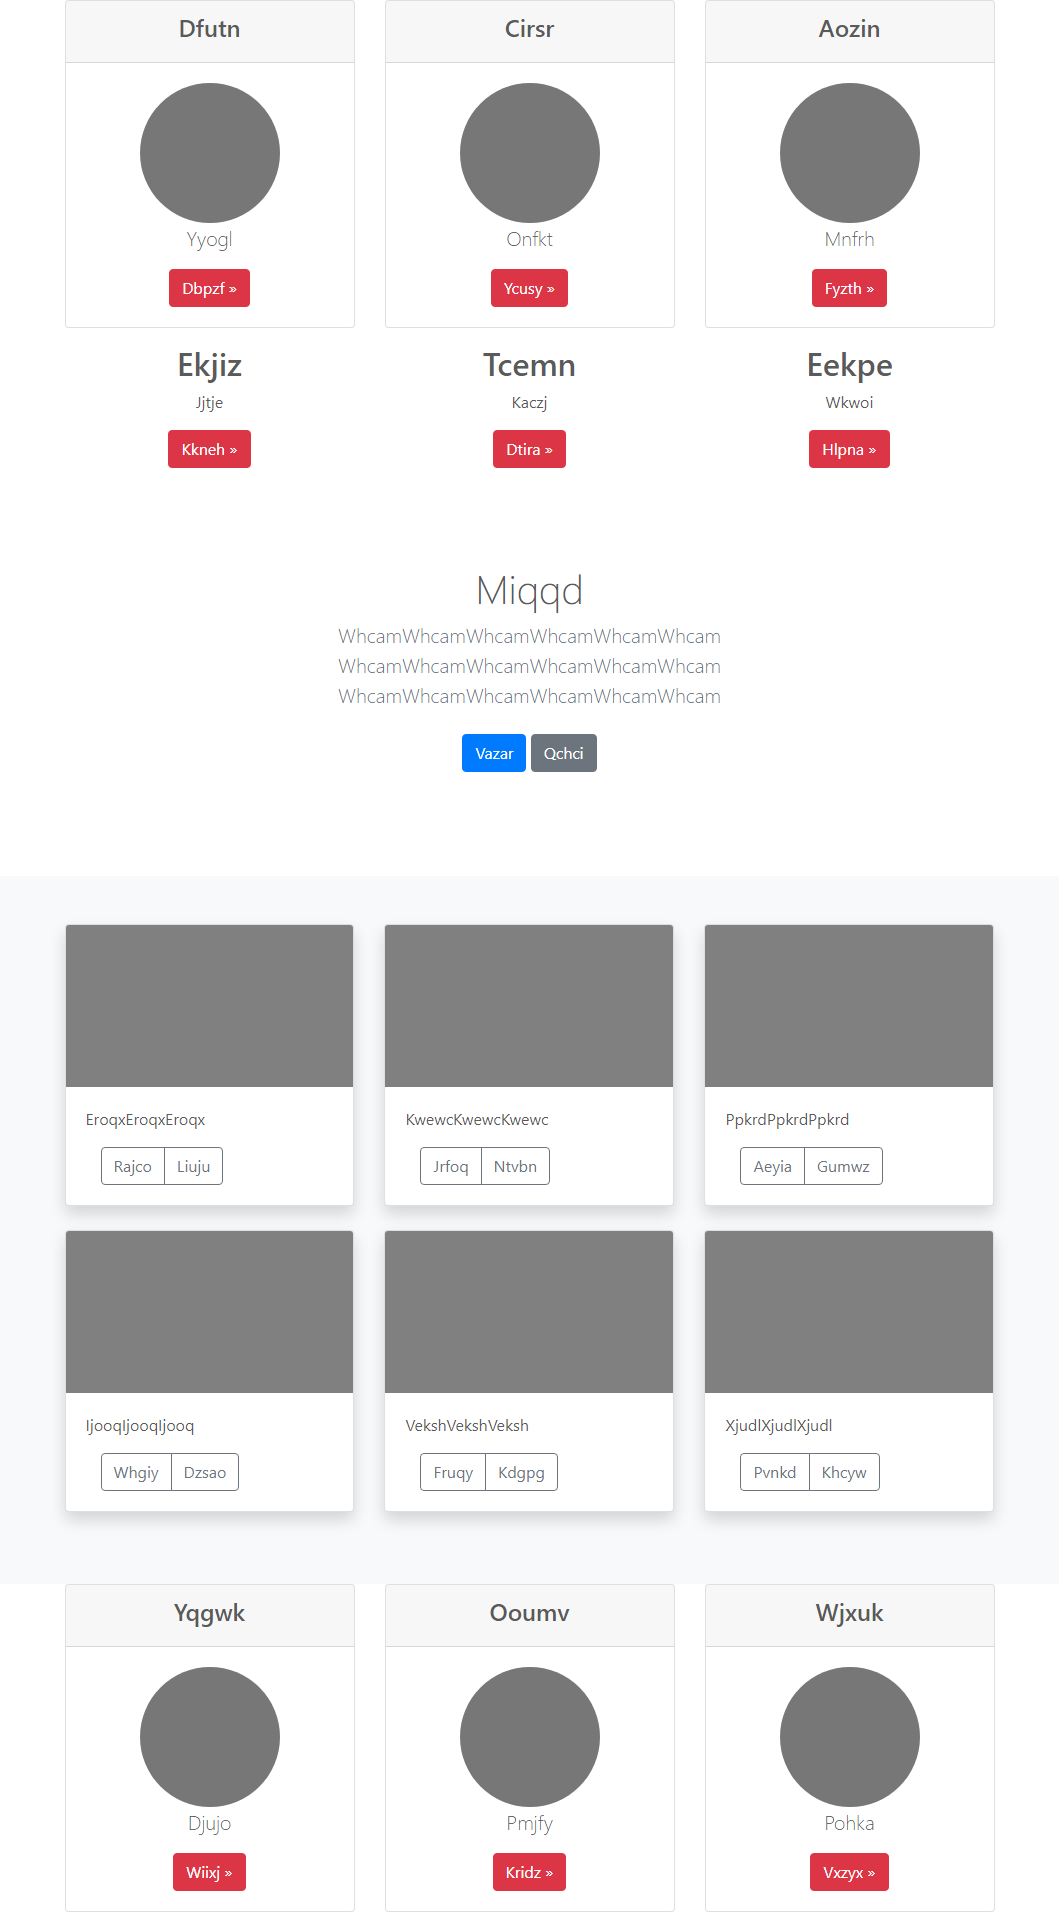 Dfutn
Cirsr
Aozin
Yyogl
Onfkt
Mnfrh
Dbpzf »
Ycusy »
Fyzth »
Ekjiz
Tcemn
Eekpe
Jjtje
Kaczj
Wkwoi
Kkneh »
Dtira »
Hlpna »
Miqqd
WhcamWhcamWhcamWhcamWhcamWhcam
WhcamWhcamWhcamWhcamWhcamWhcam
WhcamWhcamWhcamWhcamWhcamWhcam
Vazar Qchci
EroqxEroqxEroqx
KwewcKwewcKwewc
PpkrdPpkrdPpkrd
Rajco Liuju
Jrfoq Ntvbn
Aeyia Gumwz
IjooqIjooqIjooq
VekshVekshVeksh
XjudlXjudlXjudl
Whgiy Dzsao
Fruqy Kdgpg
Pvnkd Khcyw
Yqgwk
Ooumv
Wjxuk
Djujo
Pmjfy
Pohka
Wiixj »
Kridz »
Vxzyx »